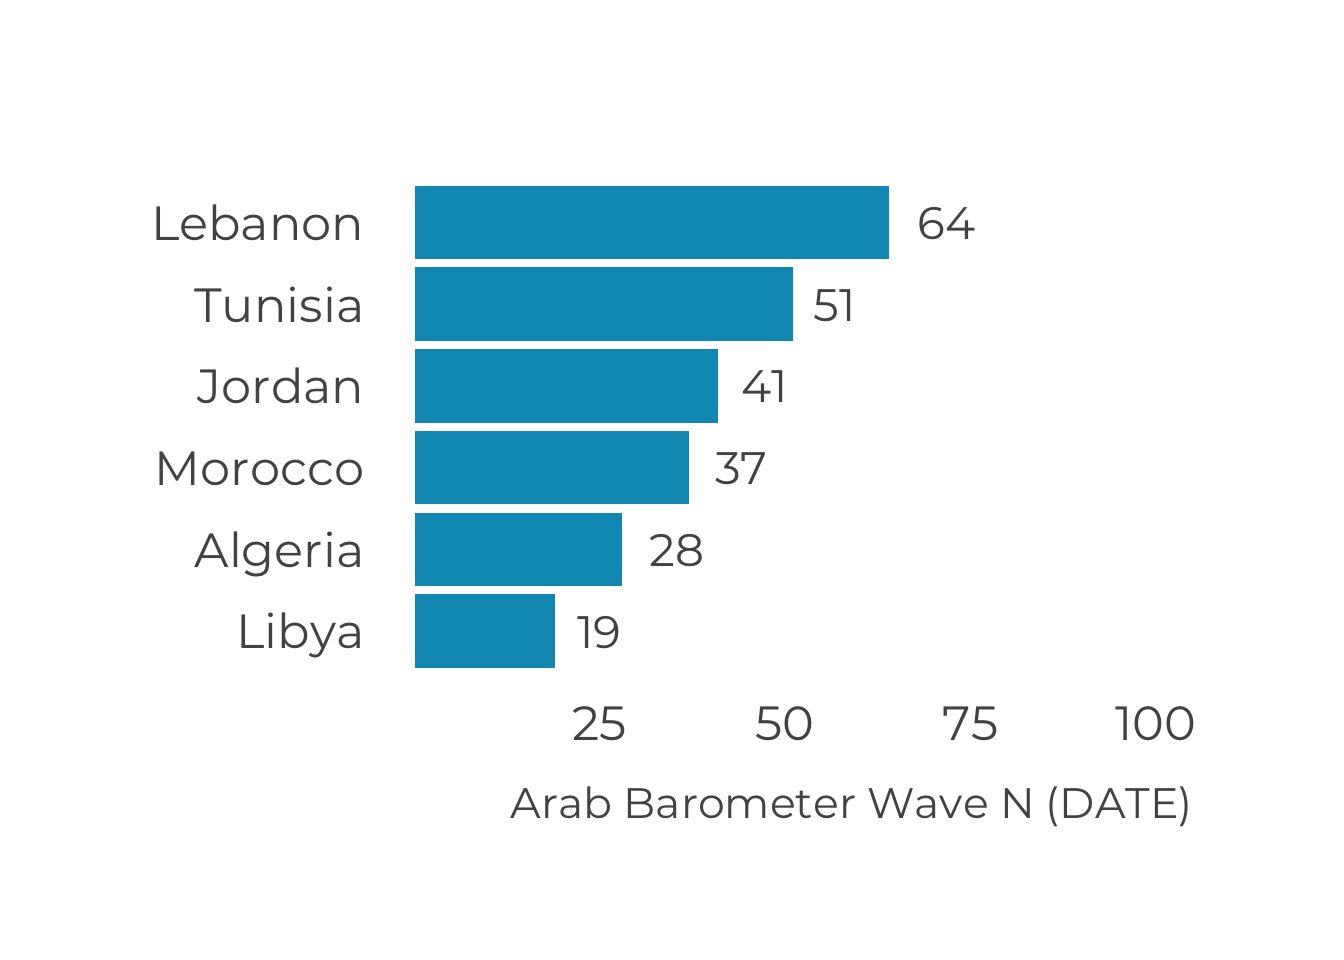 Lebanon 64
Tunisia 51
Jordan 41
Morocco 37
Algeria 28
Libya 19
25 50 75 100
Arab Barometer Wave N (DATE)